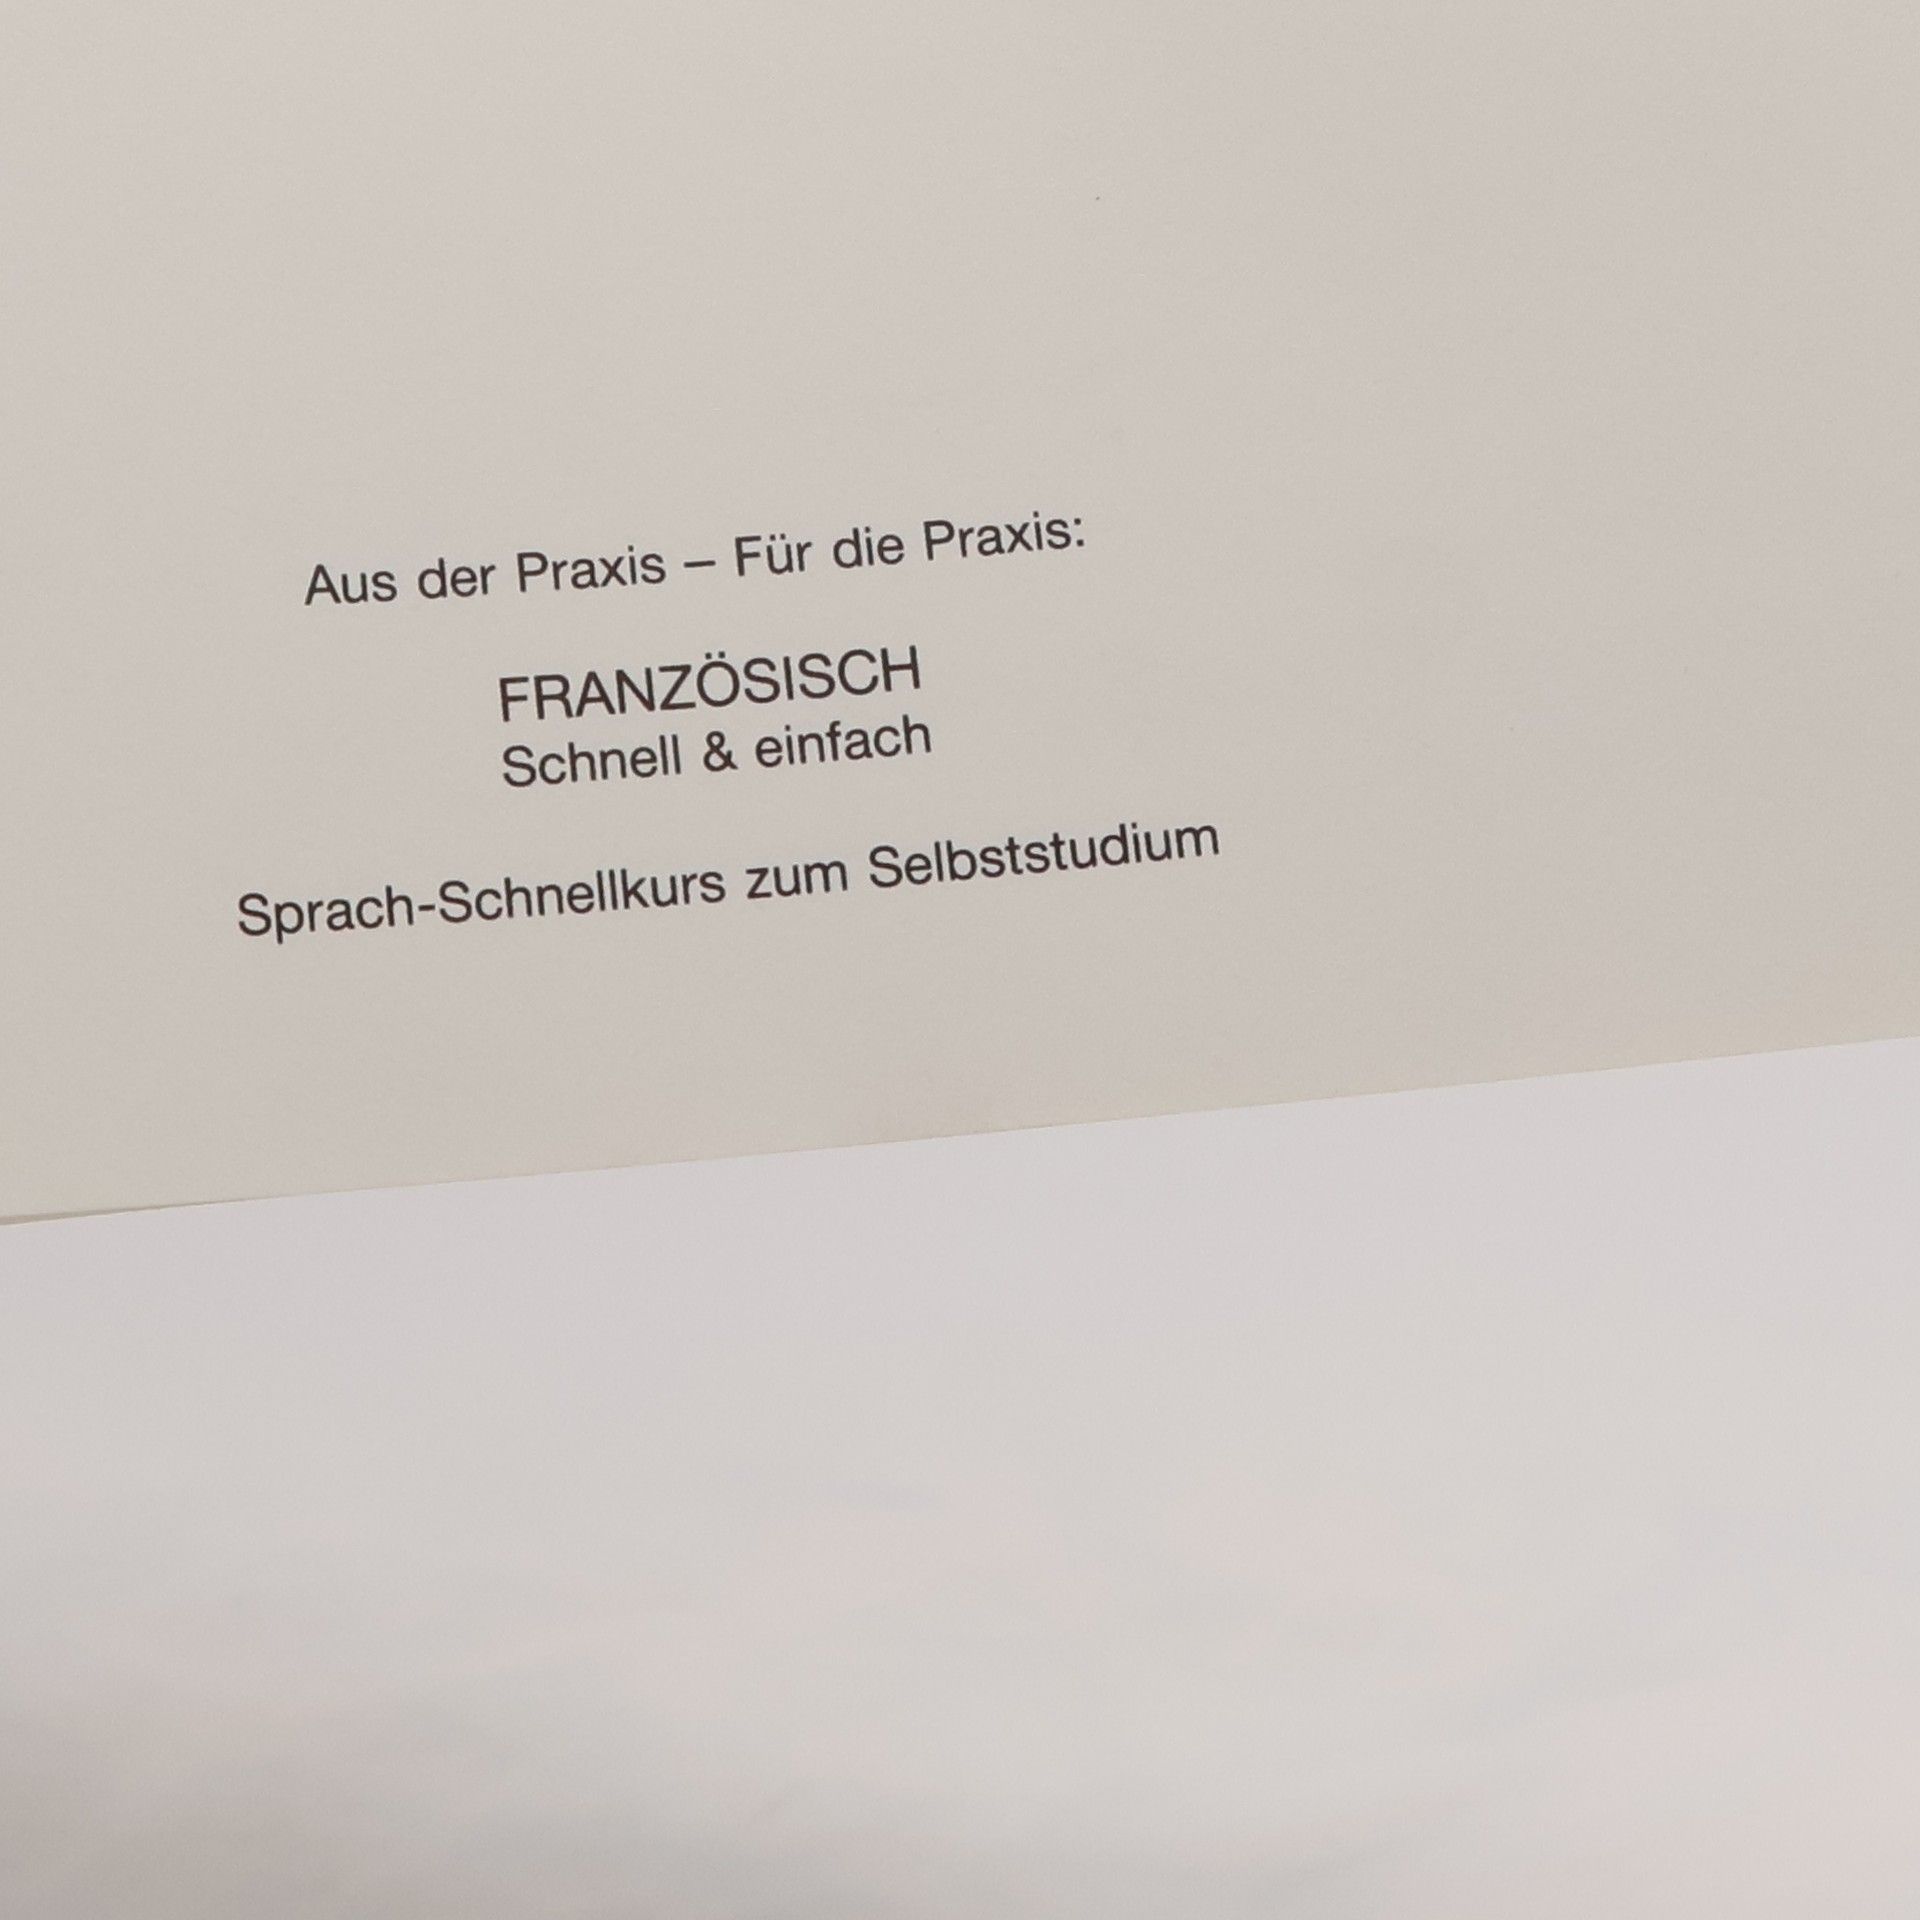 Aus der Praxis – Für die Praxis:
FRANZÖSISCH
Schnell & einfach
Sprach-Schnellkurs zum Selbststudium